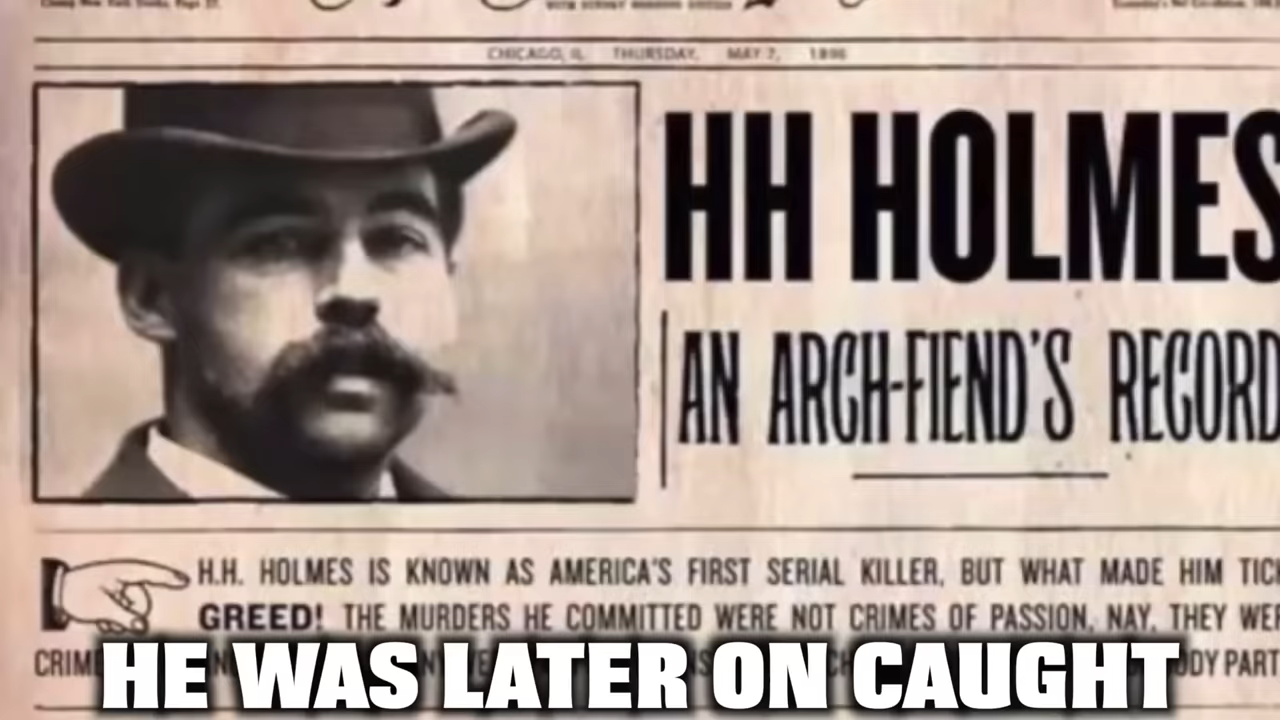 CHICAGO, IL THURSDAY, MAY 7, 1896
HH HOLMES
AN ARCH-FIEND'S RECORD
H.H. HOLMES IS KNOWN AS AMERICA'S FIRST SERIAL KILLER, BUT WHAT MADE HIM TICK
GREED! THE MURDERS HE COMMITTED WERE NOT CRIMES OF PASSION, NAY, THEY WER
HE WAS LATER ON CAUGHT